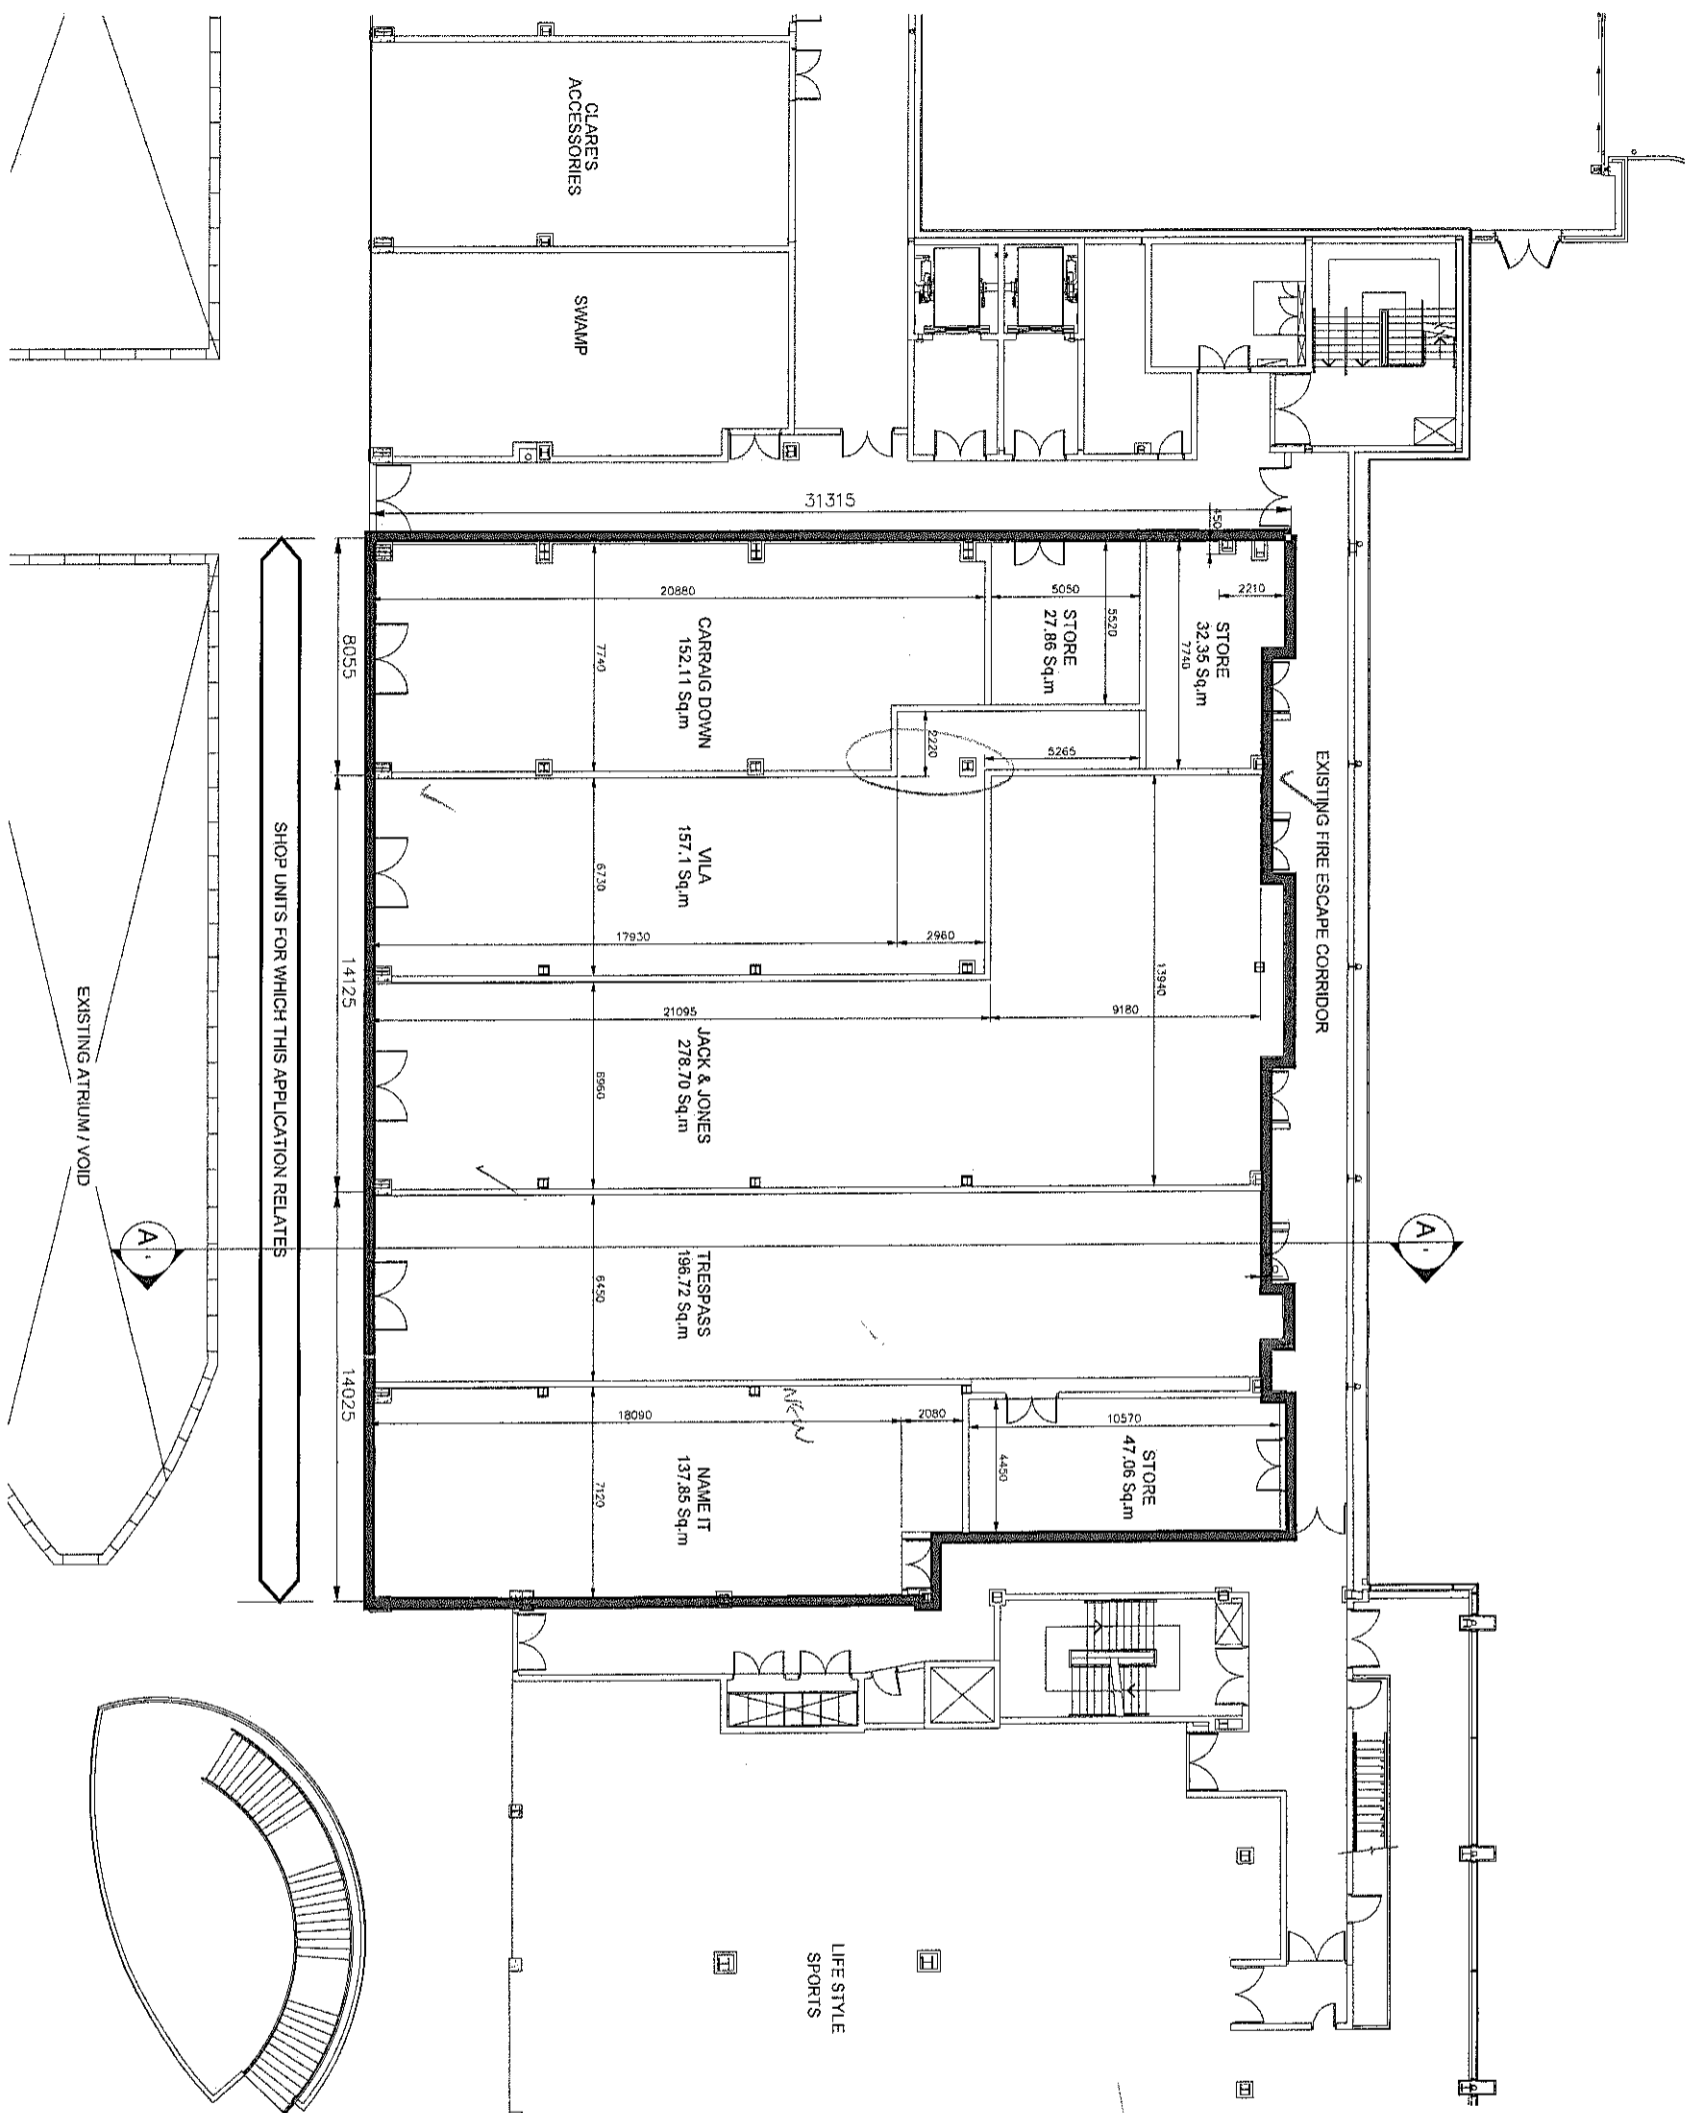 CLARE'S
ACCESSORIES
SWAMP
31315
450
20880
5050
2210
5520
STORE
27.86 Sq.m
STORE
32.35 Sq.m
7740
7740
CARRAIG DOWN
152.11 Sq.m
8055
2220
5265
EXISTING FIRE ESCAPE CORRIDOR
VILA
157.1 Sq.m
6730
17930
2960
13940
14125
SHOP UNITS FOR WHICH THIS APPLICATION RELATES
EXISTING ATRIUM / VOID
21095
9180
JACK & JONES
278.70 Sq.m
6960
A
A
TRESPASS
196.72 Sq.m
6450
14025
NEW
18090
2080
10570
4450
STORE
47.06 Sq.m
NAME IT
137.85 Sq.m
7120
LIFE STYLE
SPORTS